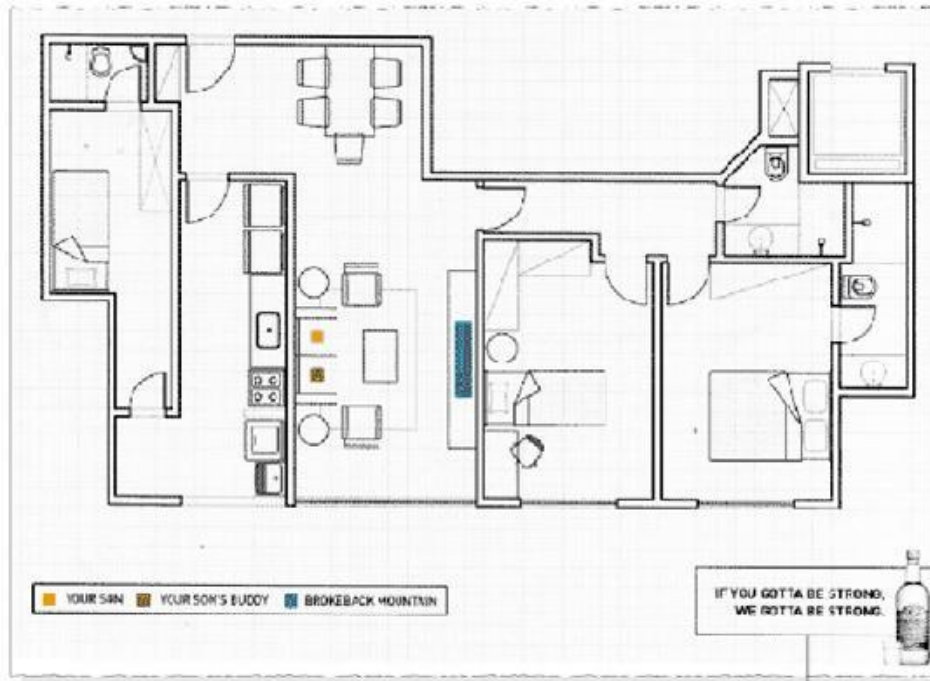 YOUR SON
YOUR SON'S BUDDY
BROKEBACK MOUNTAIN
IF YOU GOTTA BE STRONG,
WE GOTTA BE STRONG.